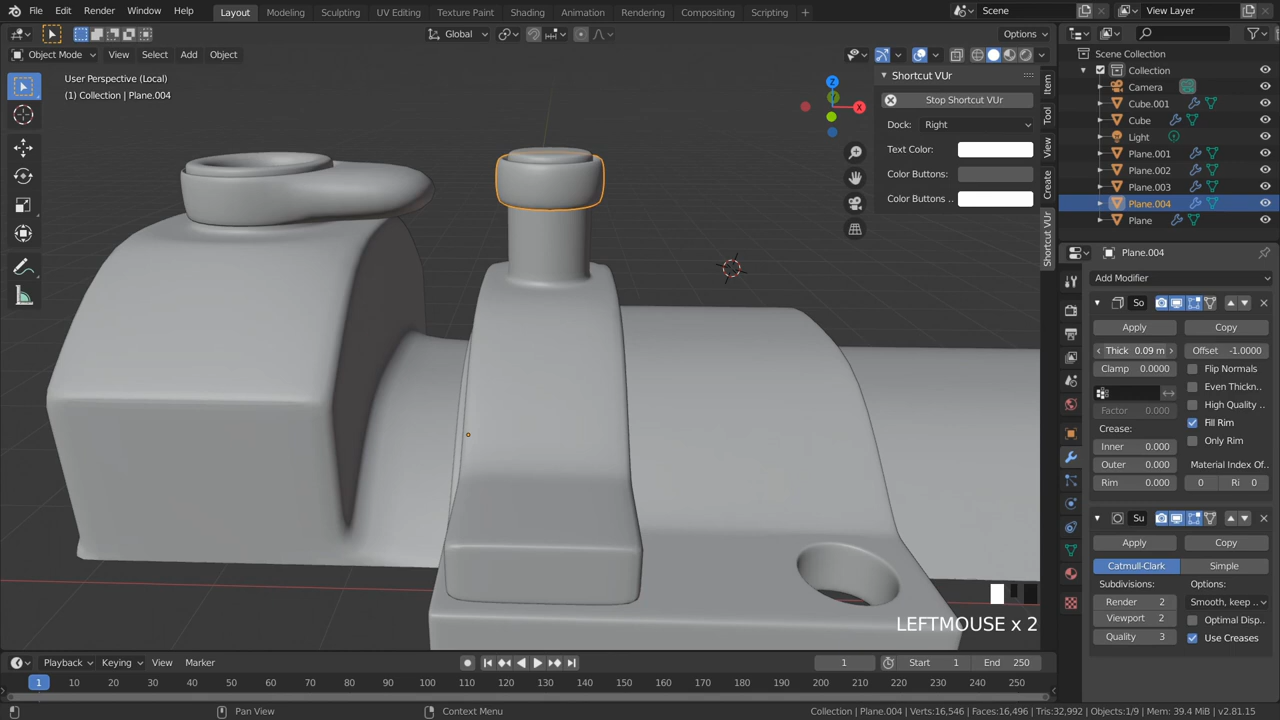 File Edit Render Window Help Layout Modeling Sculpting UV Editing Texture Paint Shading Animation Rendering Compositing Scripting + Scene View Layer
Global Options
Object Mode View Select Add Object
User Perspective (Local)
(1) Collection | Plane.004
Z
Y
X
Shortcut VUr
Stop Shortcut VUr
Dock: Right
Text Color:
Color Buttons:
Color Buttons ..
Item
Tool
View
Create
Shortcut VUr
Scene Collection
Collection
Camera
Cube.001
Cube
Light
Plane.001
Plane.002
Plane.003
Plane.004
Plane
Plane.004
Add Modifier
So
Apply Copy
Thick 0.09 m Offset -1.0000
Clamp 0.0000 Flip Normals
Even Thickn..
High Quality ..
Factor 0.000 Fill Rim
Crease: Only Rim
Inner 0.000
Outer 0.000 Material Index Of..
Rim 0.000 0 Ri 0
Su
Apply Copy
Catmull-Clark Simple
Subdivisions: Options:
Render 2 Smooth, keep ..
Viewport 2 Optimal Disp..
Quality 3 Use Creases
LEFTMOUSE x 2
Playback Keying View Marker 1 Start 1 End 250
1 10 20 30 40 50 60 70 80 90 100 110 120 130 140 150 160 170 180 190 200 210 220 230 240 250
Pan View Context Menu Collection | Plane.004 | Verts:16,546 | Faces:16,496 | Tris:32,992 | Objects:1/9 | Mem: 39.4 MiB | v2.81.15